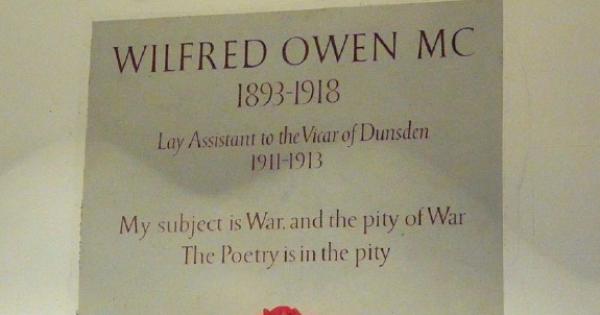 WILFRED OWEN MC
1893-1918
Lay Assistant to the Vicar of Dunsden
1911-1913
My subject is War, and the pity of War
The Poetry is in the pity